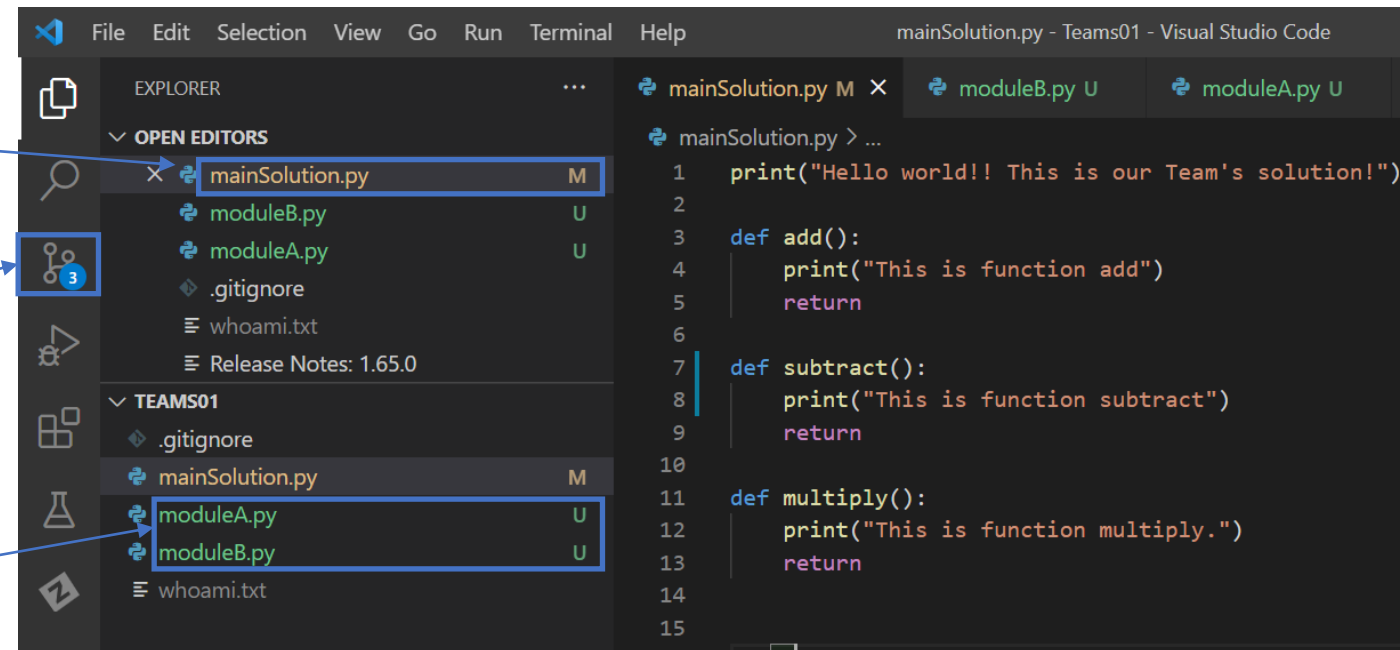 File Edit Selection View Go Run Terminal Help mainSolution.py - Teams01 - Visual Studio Code
EXPLORER ...
OPEN EDITORS
mainSolution.py M
moduleB.py U
moduleA.py U
.gitignore
whoami.txt
Release Notes: 1.65.0
TEAMS01
.gitignore
mainSolution.py M
moduleA.py U
moduleB.py U
whoami.txt
3
mainSolution.py M moduleB.py U moduleA.py U
mainSolution.py > ...
1 print("Hello world!! This is our Team's solution!")
2
3 def add():
4 print("This is function add")
5 return
6
7 def subtract():
8 print("This is function subtract")
9 return
10
11 def multiply():
12 print("This is function multiply.")
13 return
14
15